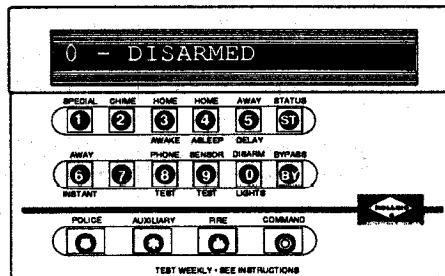 0 - DISARMED
SPECIAL CHIME HOME HOME AWAY STATUS
1 2 3 4 5 ST
AWAKE ASLEEP DELAY
AWAY PHONE SENSOR DISARM BYPASS
6 7 8 9 0 BY
INSTANT TEST TEST LIGHTS
POLICE AUXILIARY FIRE COMMAND
TEST WEEKLY • SEE INSTRUCTIONS